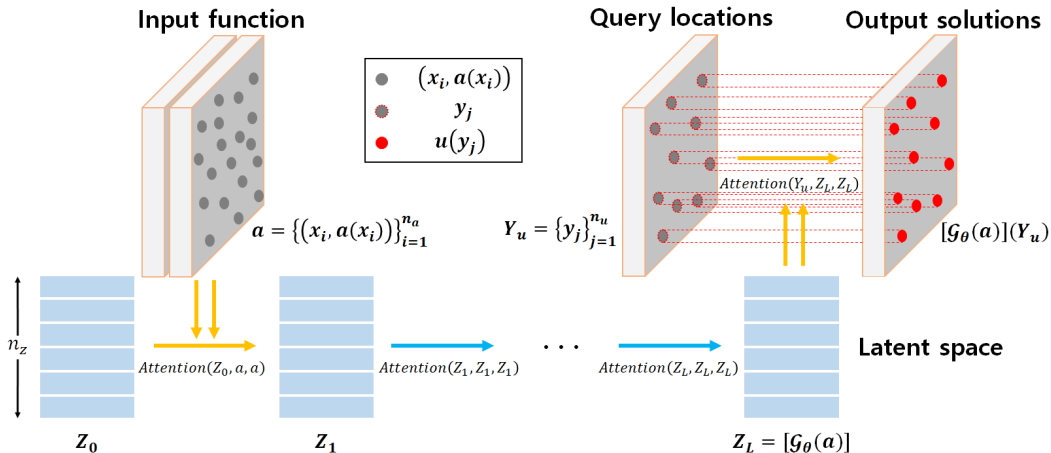 Input function
Query locations
Output solutions
(x_i, a(x_i))
y_j
u(y_j)
Attention(Y_u, Z_L, Z_L)
a = {(x_i, a(x_i))}_{i=1}^{n_a}
Y_u = {y_j}_{j=1}^{n_u}
[𝒢_θ(a)](Y_u)
n_z
Attention(Z_0, a, a)
Attention(Z_1, Z_1, Z_1)
. . .
Attention(Z_L, Z_L, Z_L)
Latent space
Z_0
Z_1
Z_L = [𝒢_θ(a)]